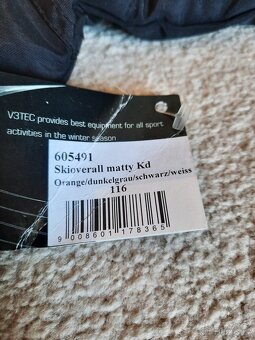 V3TEC provides best equipment for all sport
activities in the winter season
605491
Skioverall matty Kd
Orange/dunkelgrau/schwarz/weiss
116
9 008601 178365